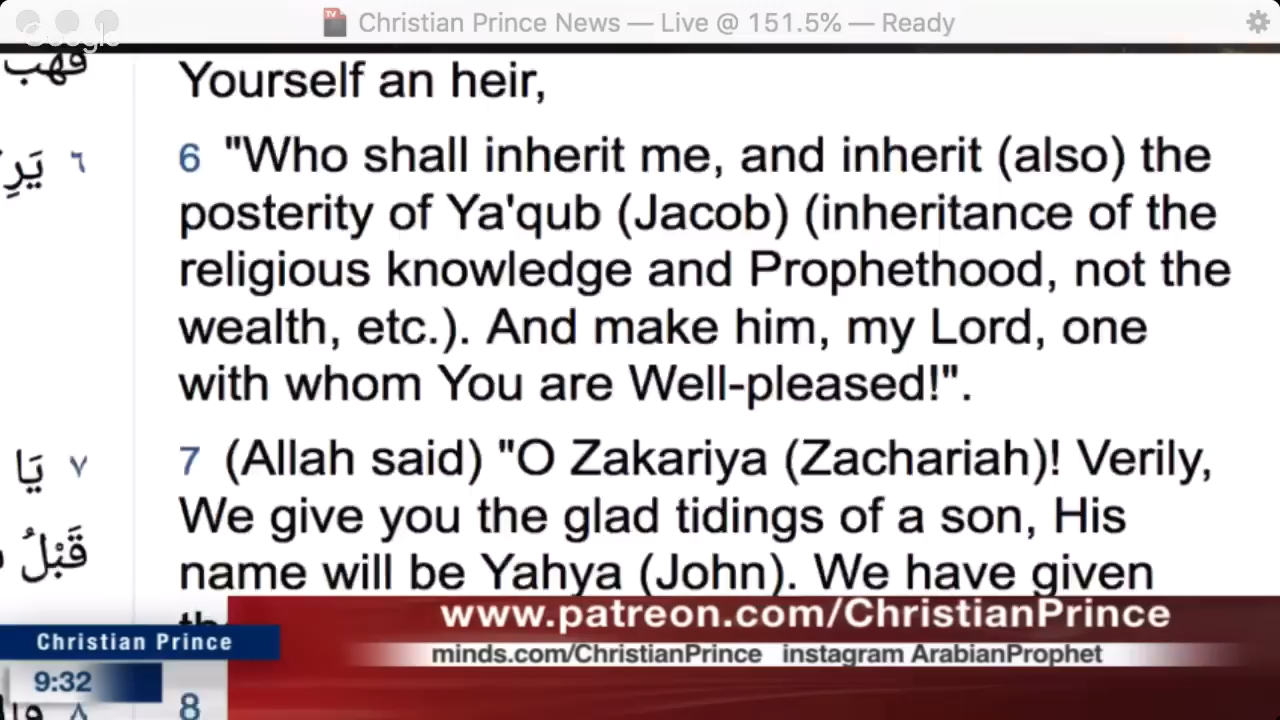 Christian Prince News — Live @ 151.5% — Ready
Google
فَهَب
Yourself an heir,
6 "Who shall inherit me, and inherit (also) the
٦
posterity of Ya'qub (Jacob) (inheritance of the
religious knowledge and Prophethood, not the
wealth, etc.). And make him, my Lord, one
with whom You are Well-pleased!".
7 (Allah said) "O Zakariya (Zachariah)! Verily,
٧ يَا
We give you the glad tidings of a son, His
قَبْلُ
name will be Yahya (John). We have given
www.patreon.com/ChristianPrince
Christian Prince
minds.com/ChristianPrince instagram ArabianProphet
9:32
8
٨